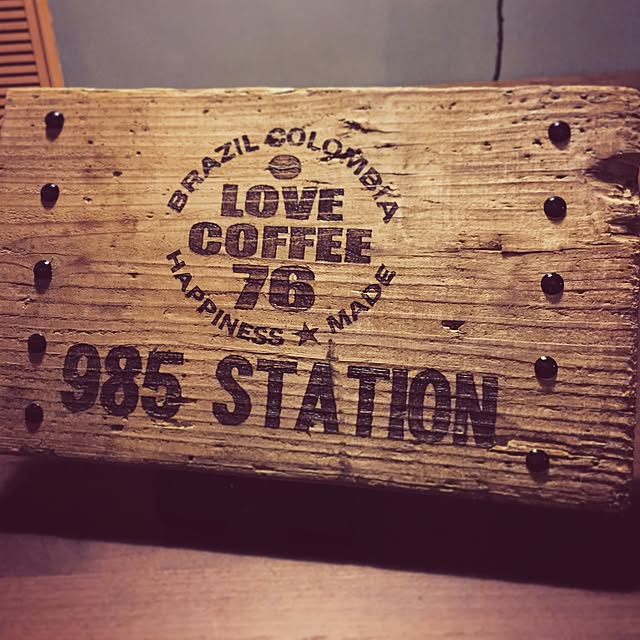 BRAZIL COLOMBIA
LOVE
COFFEE
76
HAPPINESS ★ MADE
985 STATION